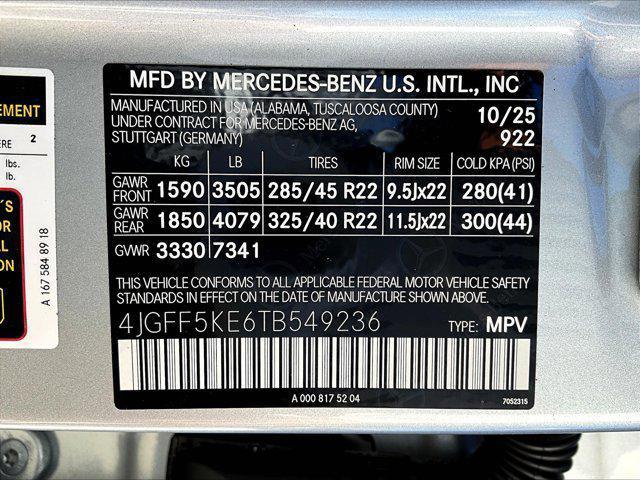 MFD BY MERCEDES-BENZ U.S. INTL., INC
MANUFACTURED IN USA (ALABAMA, TUSCALOOSA COUNTY) 10/25
UNDER CONTRACT FOR MERCEDES-BENZ AG,
STUTTGART (GERMANY) 922
KG LB TIRES RIM SIZE COLD KPA (PSI)
GAWR FRONT 1590 3505 285/45 R22 9.5Jx22 280(41)
GAWR REAR 1850 4079 325/40 R22 11.5Jx22 300(44)
GVWR 3330 7341
THIS VEHICLE CONFORMS TO ALL APPLICABLE FEDERAL MOTOR VEHICLE SAFETY
STANDARDS IN EFFECT ON THE DATE OF MANUFACTURE SHOWN ABOVE.
4JGFF5KE6TB549236 TYPE: MPV
A 000 817 52 04 7052315
2
lbs.
lb.
A 167 584 89 18